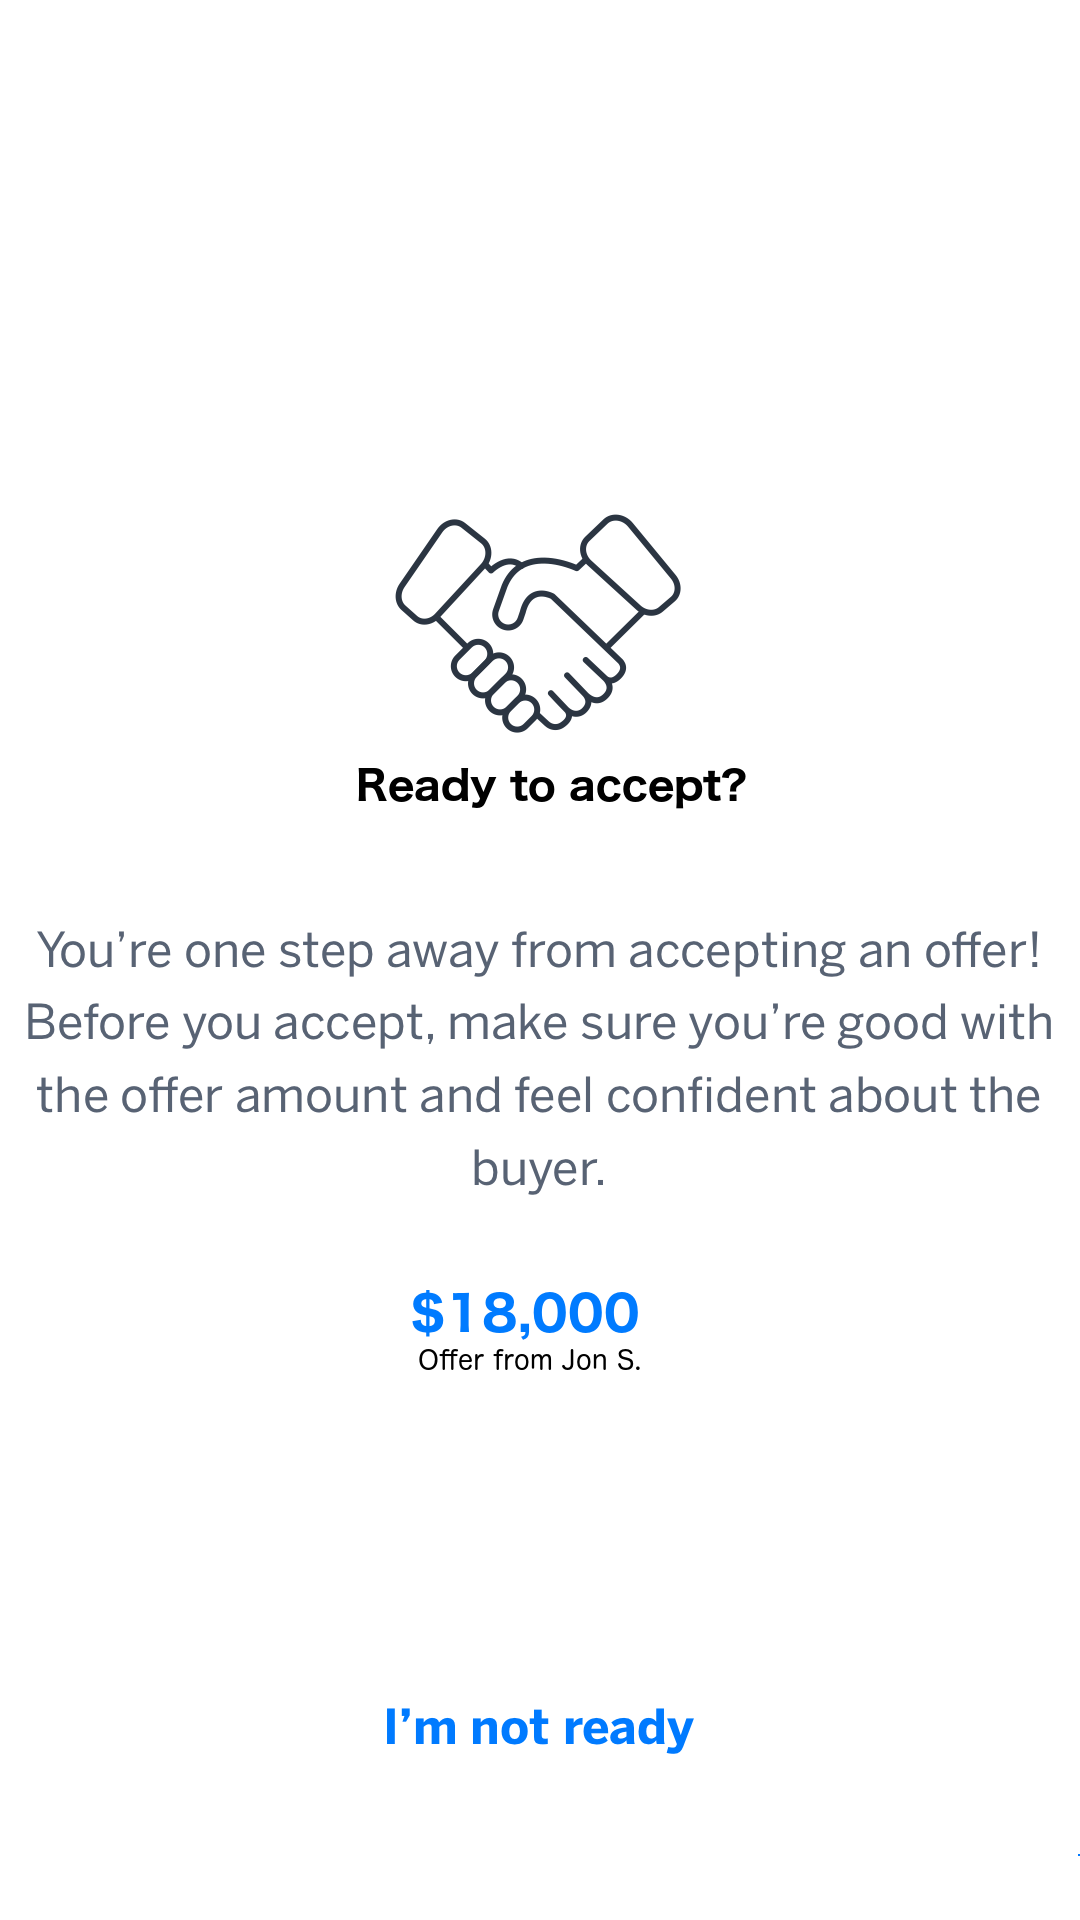 Ready to accept?
You’re one step away from accepting an offer!
Before you accept, make sure you’re good with
the offer amount and feel confident about the
buyer.
$18,000
Offer from Jon S.
I’m not ready